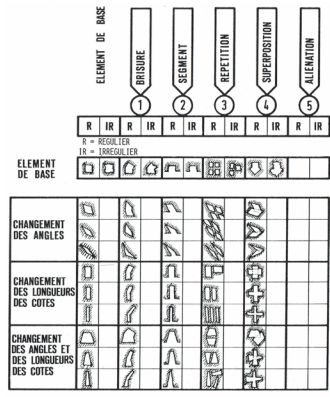 ELEMENT DE BASE
BRISURE
SEGMENT
REPETITION
SUPERPOSITION
ALIENATION
1 2 3 4 5
R IR R IR R IR R IR R IR R IR
R = REGULIER
IR = IRREGULIER
ELEMENT
DE BASE
CHANGEMENT
DES ANGLES
CHANGEMENT
DES LONGUEURS
DES COTES
CHANGEMENT
DES ANGLES ET
DES LONGUEURS
DES COTES